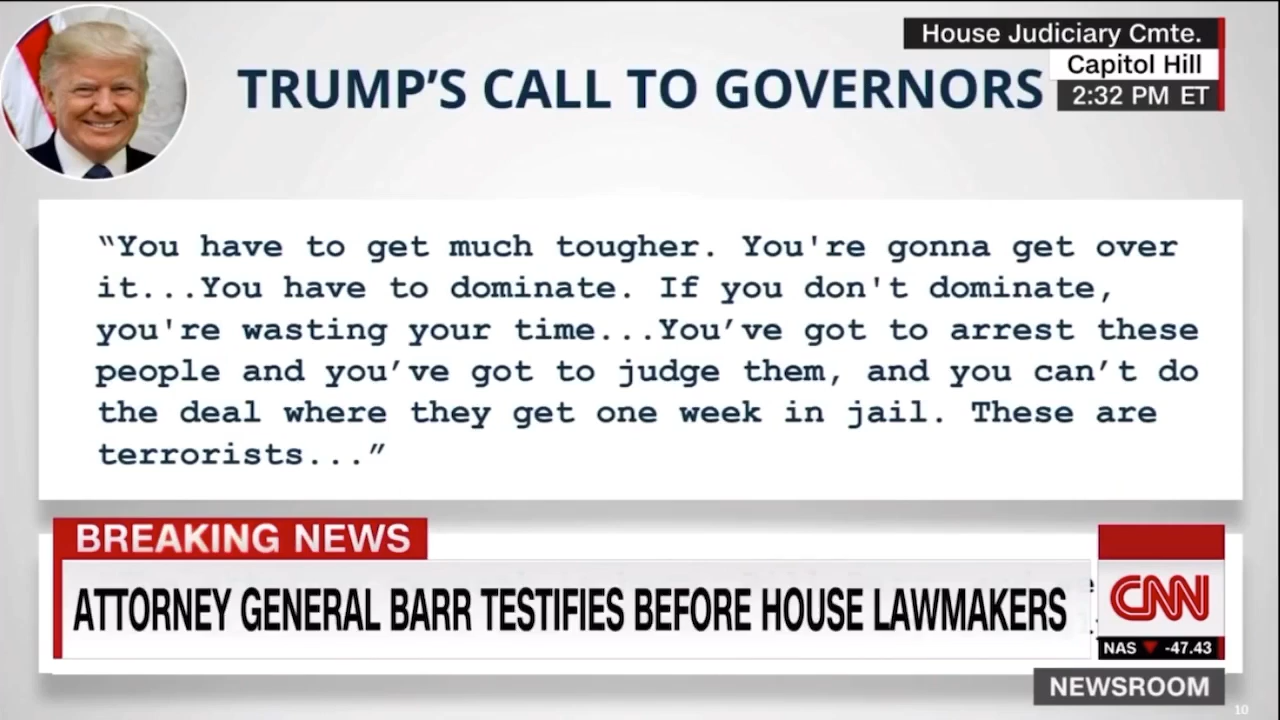 House Judiciary Cmte.
Capitol Hill
2:32 PM ET
TRUMP’S CALL TO GOVERNORS
“You have to get much tougher. You're gonna get over
it...You have to dominate. If you don't dominate,
you're wasting your time...You’ve got to arrest these
people and you’ve got to judge them, and you can’t do
the deal where they get one week in jail. These are
terrorists...”
BREAKING NEWS
ATTORNEY GENERAL BARR TESTIFIES BEFORE HOUSE LAWMAKERS
CNN
NAS ▼ -47.43
NEWSROOM
10